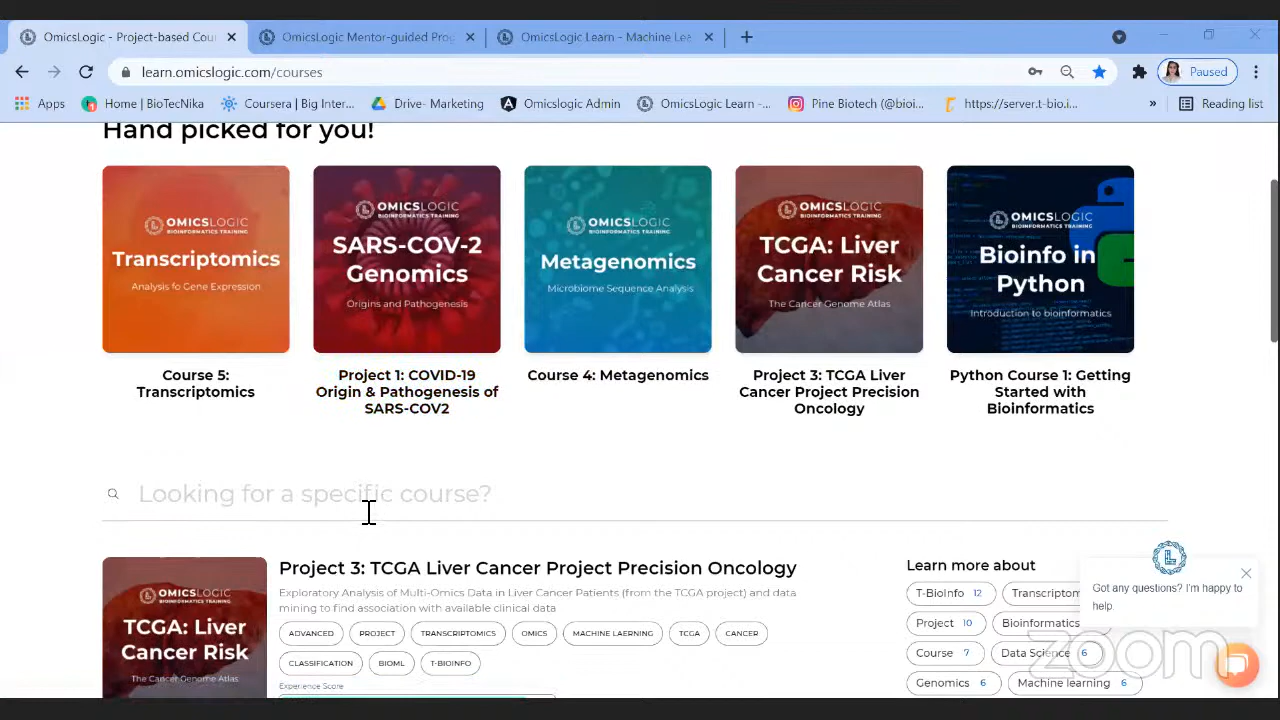 OmicsLogic - Project-based Cou
OmicsLogic Mentor-guided Prog
OmicsLogic Learn - Machine Lea
learn.omicslogic.com/courses
Paused
Apps
Home | BioTecNika
Coursera | Big Inter...
Drive- Marketing
Omicslogic Admin
OmicsLogic Learn -...
Pine Biotech (@bioi...
https://server.t-bio.i...
»
Reading list
Hand picked for you!
OMICSLOGIC
BIOINFORMATICS TRAINING
Transcriptomics
Analysis fo Gene Expression
OMICSLOGIC
BIOINFORMATICS TRAINING
SARS-COV-2
Genomics
Origins and Pathogenesis
OMICSLOGIC
BIOINFORMATICS TRAINING
Metagenomics
Microbiome Sequence Analysis
OMICSLOGIC
BIOINFORMATICS TRAINING
TCGA: Liver
Cancer Risk
The Cancer Genome Atlas
OMICSLOGIC
BIOINFORMATICS TRAINING
Bioinfo in
Python
Introduction to bioinformatics
Course 5:
Transcriptomics
Project 1: COVID-19
Origin & Pathogenesis of
SARS-COV2
Course 4: Metagenomics
Project 3: TCGA Liver
Cancer Project Precision
Oncology
Python Course 1: Getting
Started with
Bioinformatics
Looking for a specific course?
OMICSLOGIC
BIOINFORMATICS TRAINING
TCGA: Liver
Cancer Risk
The Cancer Genome Atlas
Project 3: TCGA Liver Cancer Project Precision Oncology
Exploratory Analysis of Multi-Omics Data in Liver Cancer Patients (from the TCGA project) and data
mining to find association with available clinical data
ADVANCED
PROJECT
TRANSCRIPTOMICS
OMICS
MACHINE LAERNING
TCGA
CANCER
CLASSIFICATION
BIOML
T-BIOINFO
Experience Score
Learn more about
T-BioInfo 12
Transcriptom
Project 10
Bioinformatics
Course 7
Data Science 6
Genomics 6
Machine learning 6
Got any questions? I'm happy to
help.
zoom